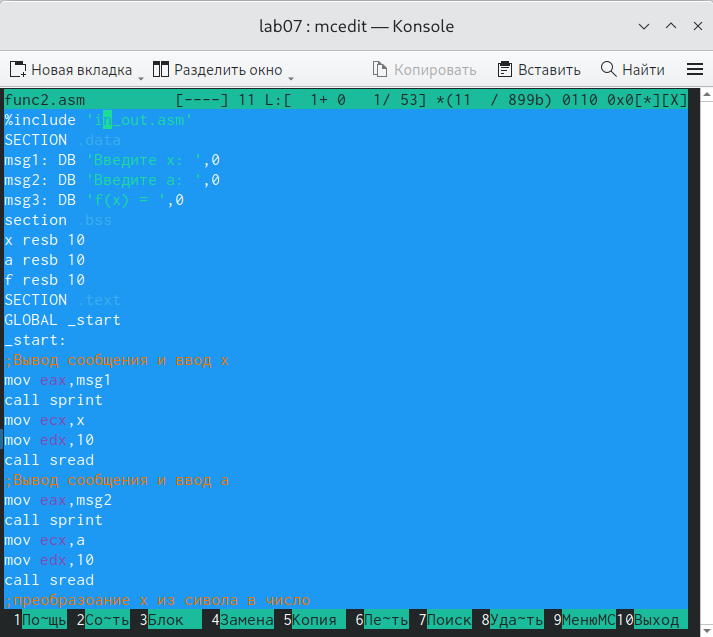 lab07 : mcedit — Konsole
Новая вкладка Разделить окно Копировать Вставить Найти
func2.asm [----] 11 L:[ 1+ 0 1/ 53] *(11 / 899b) 0110 0x0[*][X]
%include 'in_out.asm'
SECTION .data
msg1: DB 'Введите x: ',0
msg2: DB 'Введите a: ',0
msg3: DB 'f(x) = ',0
section .bss
x resb 10
a resb 10
f resb 10
SECTION .text
GLOBAL _start
_start:
;Вывод сообщения и ввод x
mov eax,msg1
call sprint
mov ecx,x
mov edx,10
call sread
;Вывод сообщения и ввод a
mov eax,msg2
call sprint
mov ecx,a
mov edx,10
call sread
;преобразоание x из сивола в число
1По~щь 2Со~ть 3Блок 4Замена 5Копия 6Пе~ть 7Поиск 8Уда~ть 9МенюMC 10Выход